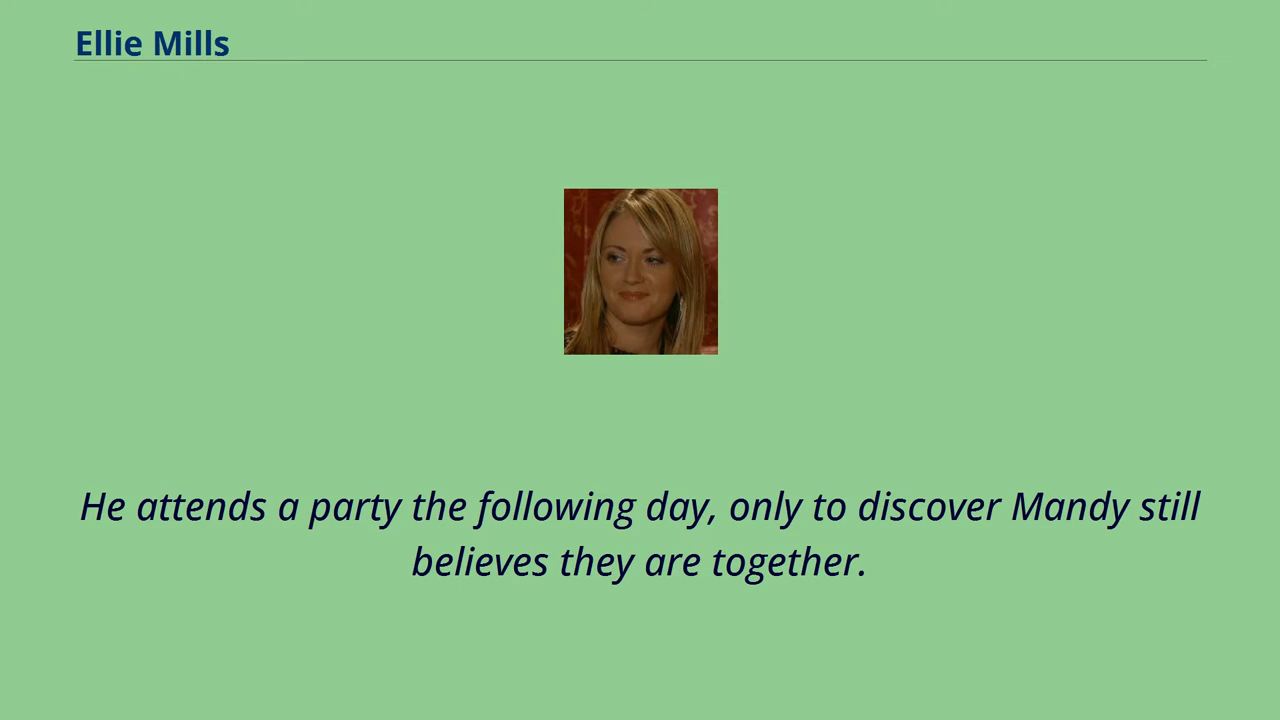 Ellie Mills
He attends a party the following day, only to discover Mandy still
believes they are together.